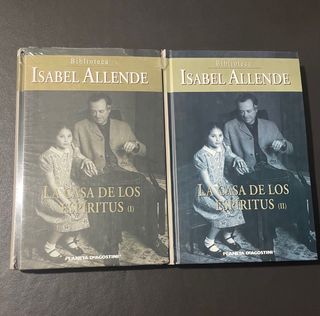 Biblioteca
ISABEL ALLENDE
LA CASA DE LOS
ESPÍRITUS (I)
PLANETA DEAGOSTINI
Biblioteca
ISABEL ALLENDE
LA CASA DE LOS
ESPÍRITUS (II)
PLANETA DEAGOSTINI